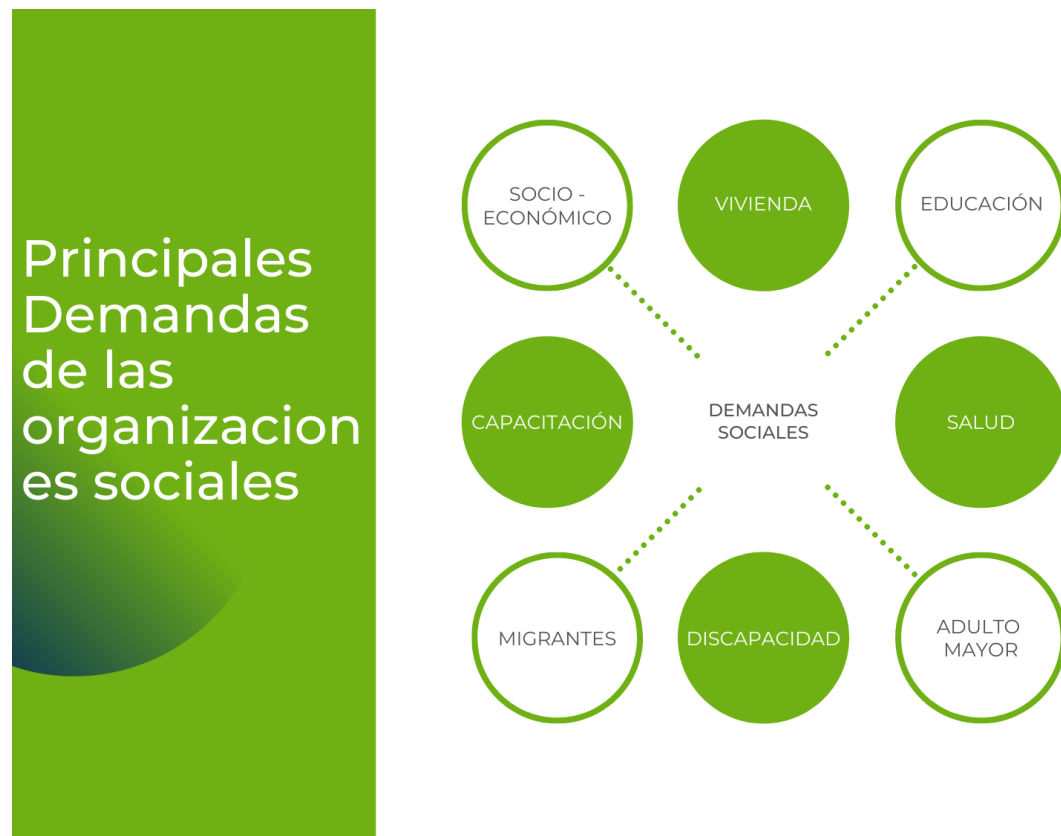 Principales
Demandas
de las
organizacion
es sociales
SOCIO -
ECONÓMICO
VIVIENDA
EDUCACIÓN
CAPACITACIÓN
DEMANDAS
SOCIALES
SALUD
MIGRANTES
DISCAPACIDAD
ADULTO
MAYOR